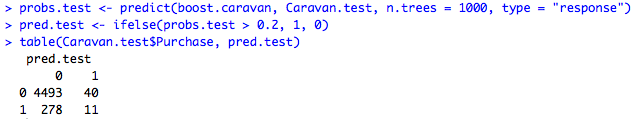 > probs.test <- predict(boost.caravan, Caravan.test, n.trees = 1000, type = "response")
> pred.test <- ifelse(probs.test > 0.2, 1, 0)
> table(Caravan.test$Purchase, pred.test)
   pred.test
       0    1
  0 4493   40
  1  278   11